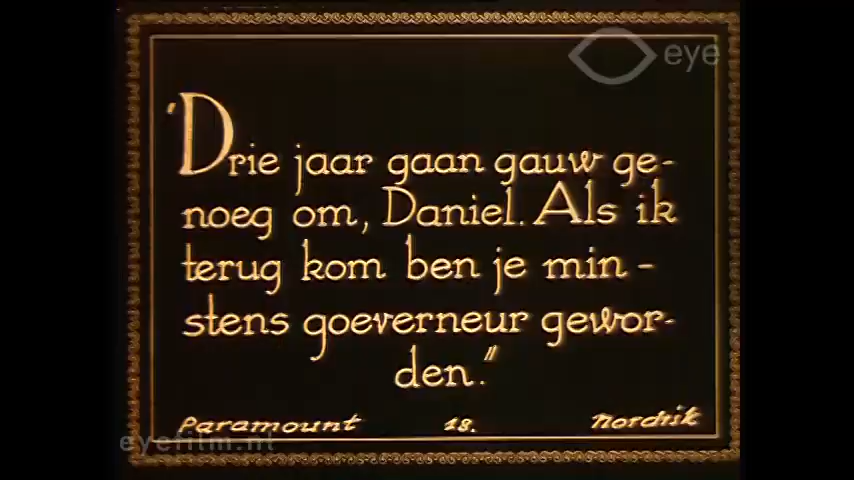 eye
"Drie jaar gaan gauw ge-
noeg om, Daniel. Als ik
terug kom ben je min-
stens goeverneur gewor-
den."
Paramount 18. Nordisk
eyefilm.nl